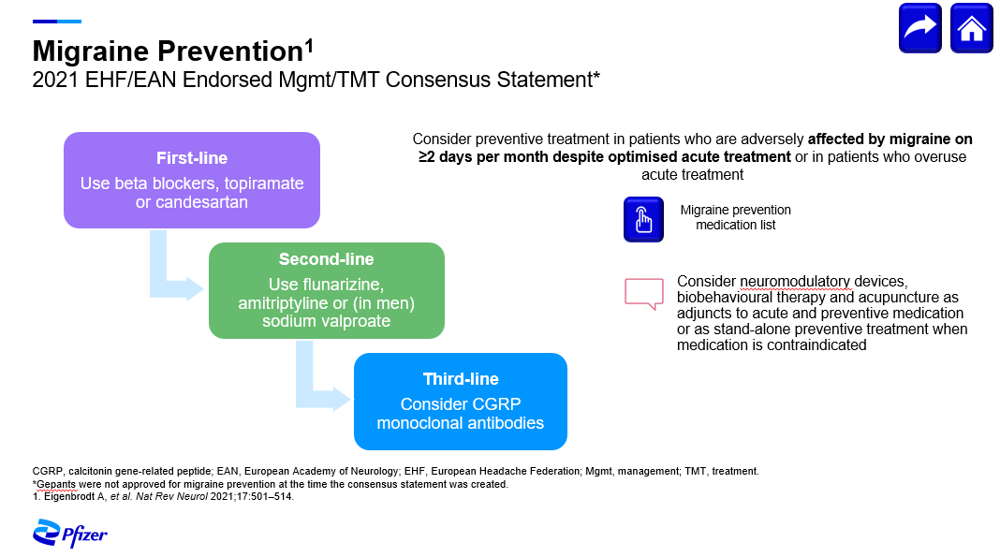 Migraine Prevention1
2021 EHF/EAN Endorsed Mgmt/TMT Consensus Statement*
First-line
Use beta blockers, topiramate
or candesartan
Second-line
Use flunarizine,
amitriptyline or (in men)
sodium valproate
Third-line
Consider CGRP
monoclonal antibodies
Consider preventive treatment in patients who are adversely affected by migraine on
≥2 days per month despite optimised acute treatment or in patients who overuse
acute treatment
Migraine prevention
medication list
Consider neuromodulatory devices,
biobehavioural therapy and acupuncture as
adjuncts to acute and preventive medication
or as stand-alone preventive treatment when
medication is contraindicated
CGRP, calcitonin gene-related peptide; EAN, European Academy of Neurology; EHF, European Headache Federation; Mgmt, management; TMT, treatment.
*Gepants were not approved for migraine prevention at the time the consensus statement was created.
1. Eigenbrodt A, et al. Nat Rev Neurol 2021;17:501–514.
Pfizer